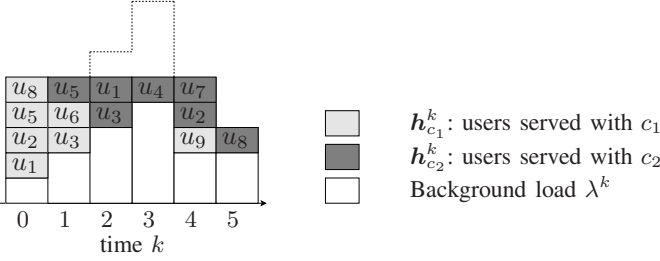 u₈ u₅ u₁ u₄ u₇
u₅ u₆ u₃ u₂
u₂ u₃ u₉ u₈
u₁
0 1 2 3 4 5
time k
h^k_{c₁}: users served with c₁
h^k_{c₂}: users served with c₂
Background load λ^k